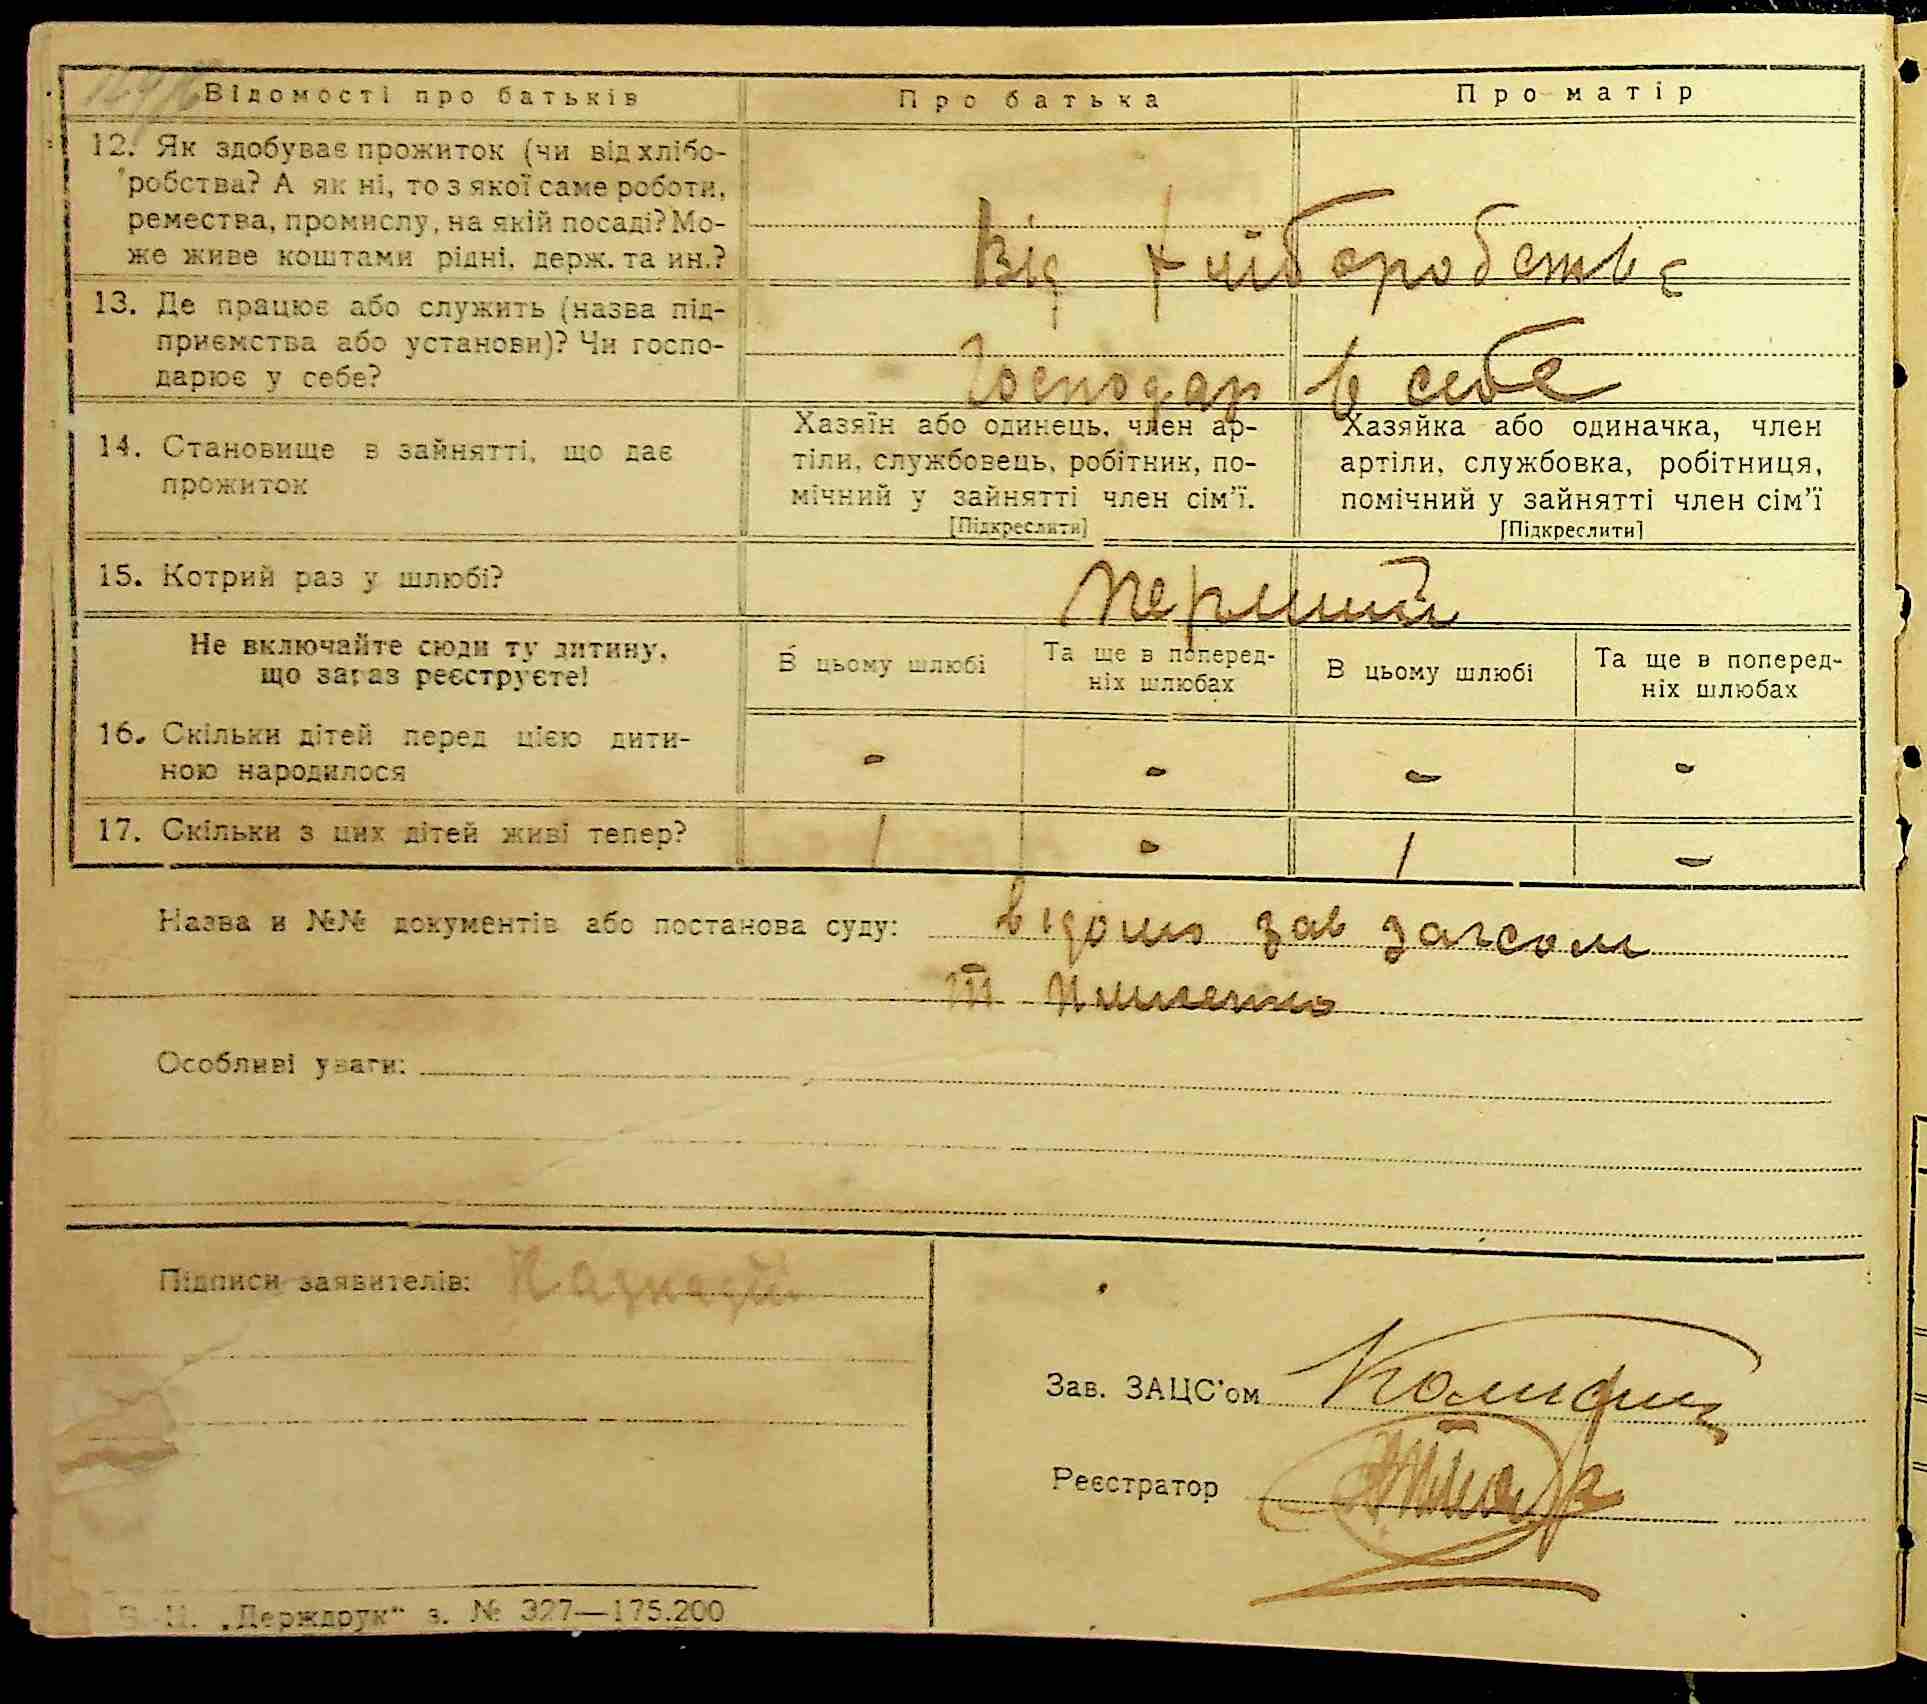 Відомості про батьків
Про батька
Про матір
12. Як здобуває прожиток (чи від хлібо-
робства? А як ні, то з якої саме роботи,
ремества, промислу, на якій посаді? Мо-
же живе коштами рідні, держ. та ин.?
Від хліборобства
13. Де працює або служить (назва під-
приємства або установи)? Чи госпо-
дарює у себе?
Господар в себе
14. Становище в зайнятті, що дає
прожиток
Хазяїн або одинець, член ар-
тіли, службовець, робітник, по-
мічний у зайнятті член сім'ї.
[Підкреслити]
Хазяйка або одиначка, член
артіли, службовка, робітниця,
помічний у зайнятті член сім'ї
[Підкреслити]
15. Котрий раз у шлюбі?
перший
Не включайте сюди ту дитину,
що зараз реєструєте!
В цьому шлюбі
Та ще в поперед-
ніх шлюбах
В цьому шлюбі
Та ще в поперед-
ніх шлюбах
16. Скільки дітей перед цією дити-
ною народилося
- - - -
17. Скільки з цих дітей живі тепер?
1 - 1 -
Назва и №№ документів або постанова суду: відомо зав загсом
Особливі уваги:
Підписи заявителів:
Зав. ЗАЦС'ом
Реєстратор
"Держдрук" з. № 327—175.200